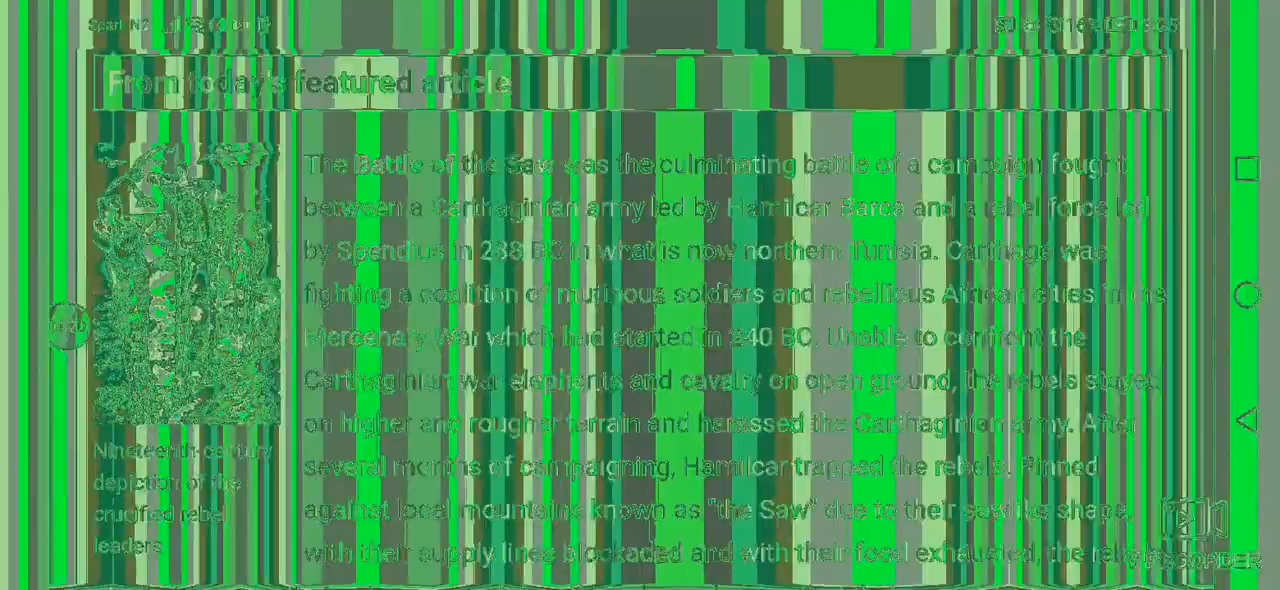 Spark NZ
From today's featured article
The Battle of the Saw was the culminating battle of a campaign fought
between a Carthaginian army led by Hamilcar Barca and a rebel force led
by Spendius in 238 BC in what is now northern Tunisia. Carthage was
fighting a coalition of mutinous soldiers and rebellious African cities in the
Mercenary War which had started in 240 BC. Unable to confront the
Carthaginian war elephants and cavalry on open ground, the rebels stayed
on higher and rougher terrain and harassed the Carthaginian army. After
several months of campaigning, Hamilcar trapped the rebels. Pinned
against local mountains known as "the Saw" due to their saw like shape,
with their supply lines blockaded and with their food exhausted, the
Nineteenth century
depiction of the
crucified rebel
leaders
RECORDER